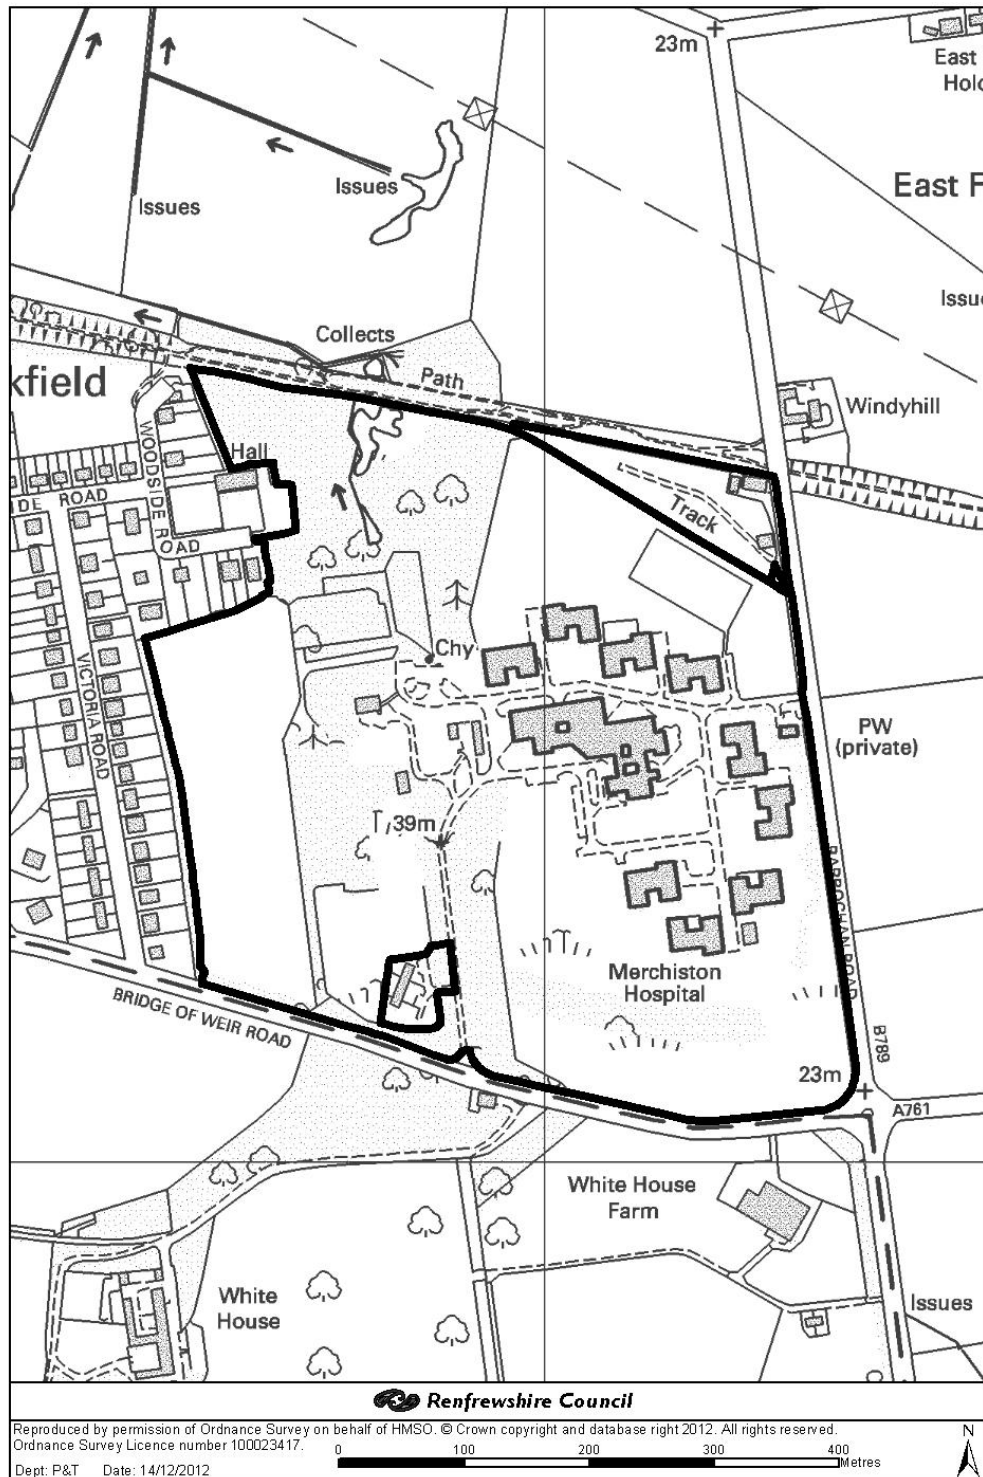 23m
East
Hold
East F
Issues
Issues
Issue
Collects
Path
kfield
Windyhill
Hall
WOODSIDE ROAD
IDE ROAD
Track
Chy
VICTORIA ROAD
PW
(private)
39m
BARROCHAN ROAD
Merchiston
Hospital
BRIDGE OF WEIR ROAD
B789
23m
A761
White House
Farm
White
House
Issues
Renfrewshire Council
Reproduced by permission of Ordnance Survey on behalf of HMSO. © Crown copyright and database right 2012. All rights reserved.
Ordnance Survey Licence number 100023417.
N
0 100 200 300 400
Metres
Dept: P&T Date: 14/12/2012